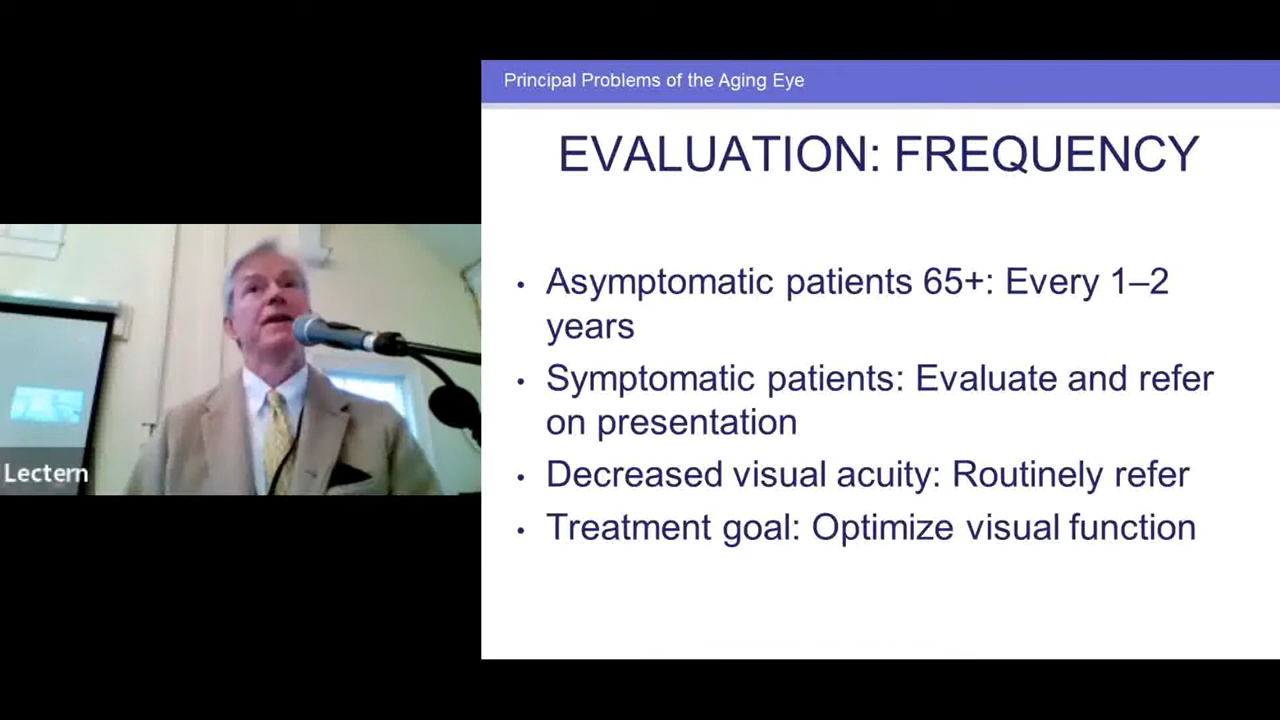 Principal Problems of the Aging Eye
EVALUATION: FREQUENCY
• Asymptomatic patients 65+: Every 1–2
years
• Symptomatic patients: Evaluate and refer
on presentation
• Decreased visual acuity: Routinely refer
• Treatment goal: Optimize visual function
Lectern